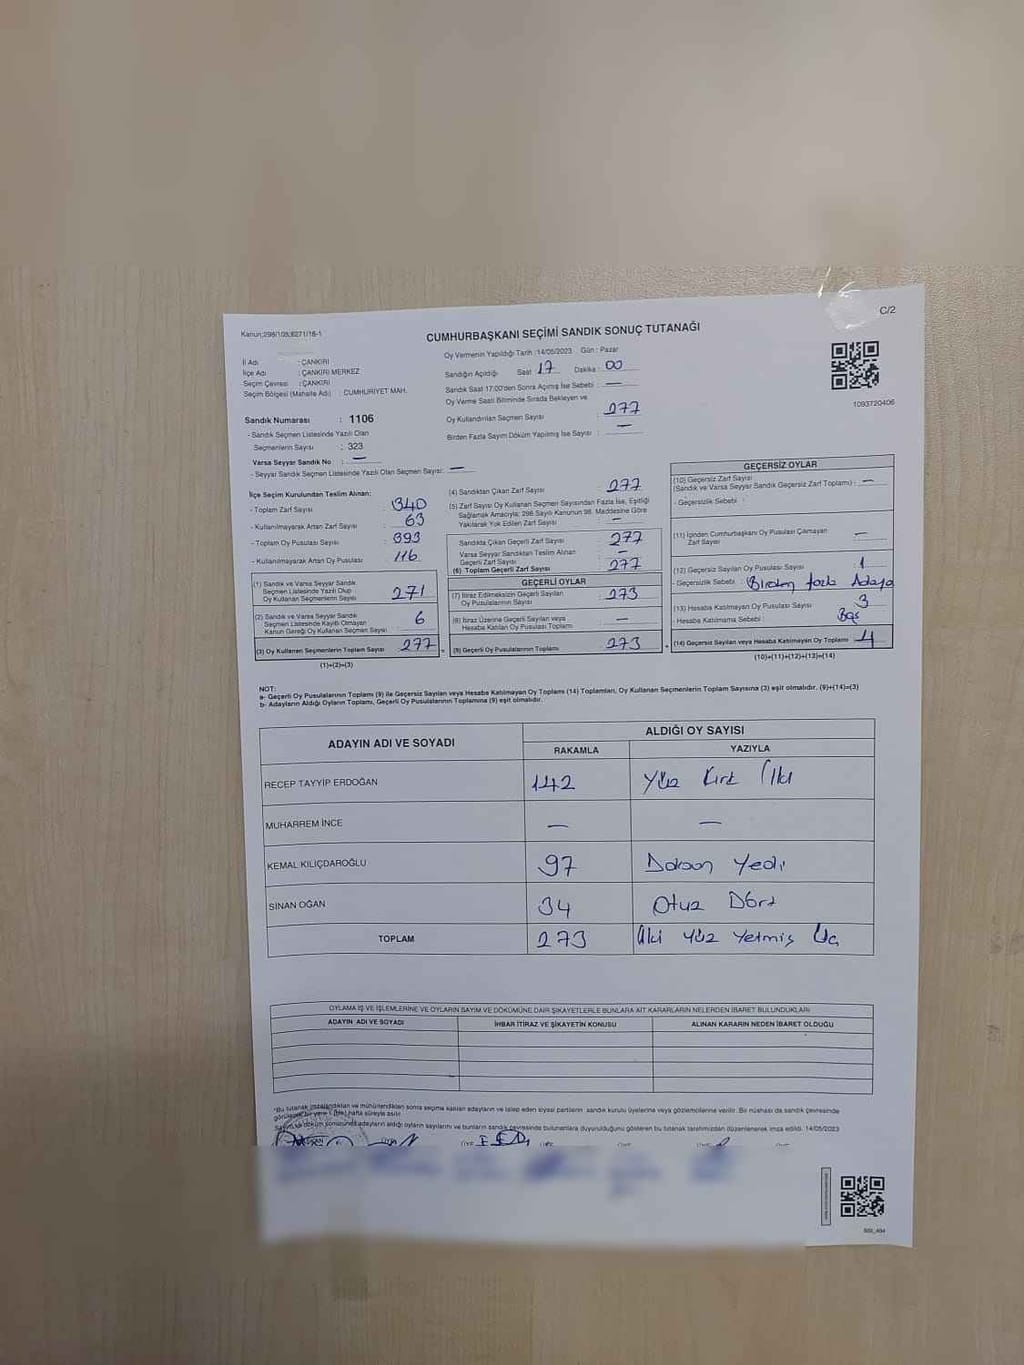 Kanun;298/105;6271/16-1
C/2
CUMHURBAŞKANI SEÇİMİ SANDIK SONUÇ TUTANAĞI
İl Adı : ÇANKIRI
İlçe Adı : ÇANKIRI MERKEZ
Seçim Çevresi : ÇANKIRI
Seçim Bölgesi (Mahalle Adı) : CUMHURİYET MAH.
Sandık Numarası : 1106
- Sandık Seçmen Listesinde Yazılı Olan
Seçmenlerin Sayısı : 323
Varsa Seyyar Sandık No : —
- Seyyar Sandık Seçmen Listesinde Yazılı Olan Seçmen Sayısı: —
Oy Vermenin Yapıldığı Tarih :14/05/2023 Gün : Pazar
Sandığın Açıldığı Saat : 17 Dakika : 00
Sandık Saat 17:00'den Sonra Açılmış İse Sebebi : —
Oy Verme Saati Bitiminde Sırada Bekleyen ve
Oy Kullandırılan Seçmen Sayısı : 277
Birden Fazla Sayım Döküm Yapılmış İse Sayısı : —
1093720406
İlçe Seçim Kurulundan Teslim Alınan:
- Toplam Zarf Sayısı : 340
- Kullanılmayarak Artan Zarf Sayısı : 63
- Toplam Oy Pusulası Sayısı : 393
- Kullanılmayarak Artan Oy Pusulası : 116
(1) Sandık ve Varsa Seyyar Sandık
Seçmen Listesinde Yazılı Olup
Oy Kullanan Seçmenlerin Sayısı : 271
(2) Sandık ve Varsa Seyyar Sandık
Seçmen Listesinde Kayıtlı Olmayan
Kanun Gereği Oy Kullanan Seçmen Sayısı : 6
(3) Oy Kullanan Seçmenlerin Toplam Sayısı : 277
(1)+(2)=(3)
(4) Sandıktan Çıkan Zarf Sayısı : 277
(5) Zarf Sayısı Oy Kullanan Seçmen Sayısından Fazla İse, Eşitliği
Sağlamak Amacıyla; 298 Sayılı Kanunun 98. Maddesine Göre
Yakılarak Yok Edilen Zarf Sayısı : —
Sandıkta Çıkan Geçerli Zarf Sayısı : 277
Varsa Seyyar Sandıktan Teslim Alınan
Geçerli Zarf Sayısı : —
(6) Toplam Geçerli Zarf Sayısı : 277
GEÇERLİ OYLAR
(7) İtiraz Edilmeksizin Geçerli Sayılan
Oy Pusulalarının Sayısı : 273
(8) İtiraz Üzerine Geçerli Sayılan veya
Hesaba Katılan Oy Pusulası Toplamı : —
(9) Geçerli Oy Pusulalarının Toplamı : 273
GEÇERSİZ OYLAR
(10) Geçersiz Zarf Sayısı
(Sandık ve Varsa Seyyar Sandık Geçersiz Zarf Toplamı) : —
- Geçersizlik Sebebi :
(11) İçinden Cumhurbaşkanı Oy Pusulası Çıkmayan
Zarf Sayısı : —
(12) Geçersiz Sayılan Oy Pusulası Sayısı : 1
- Geçersizlik Sebebi : Birden fazla Adaya
(13) Hesaba Katılmayan Oy Pusulası Sayısı : 3
- Hesaba Katılmama Sebebi : Boş
(14) Geçersiz Sayılan veya Hesaba Katılmayan Oy Toplamı : 4
(10)+(11)+(12)+(13)=(14)
NOT:
a- Geçerli Oy Pusulalarının Toplamı (9) ile Geçersiz Sayılan veya Hesaba Katılmayan Oy Toplamı (14) Toplamları, Oy Kullanan Seçmenlerin Toplam Sayısına (3) eşit olmalıdır. (9)+(14)=(3)
b- Adayların Aldığı Oyların Toplamı, Geçerli Oy Pusulalarının Toplamına (9) eşit olmalıdır.
ADAYIN ADI VE SOYADI ALDIĞI OY SAYISI
RAKAMLA YAZIYLA
RECEP TAYYİP ERDOĞAN 142 Yüz Kırk İki
MUHARREM İNCE — —
KEMAL KILIÇDAROĞLU 97 Doksan Yedi
SİNAN OĞAN 34 Otuz Dört
TOPLAM 273 İki Yüz Yetmiş Üç
OYLAMA İŞ VE İŞLEMLERİNE VE OYLARIN SAYIM VE DÖKÜMÜNE DAİR ŞİKAYETLERLE BUNLARA AİT KARARLARIN NELERDEN İBARET BULUNDUKLARI
ADAYIN ADI VE SOYADI İHBAR İTİRAZ VE ŞİKAYETİN KONUSU ALINAN KARARIN NEDEN İBARET OLDUĞU
*Bu tutanak imzalandıktan ve mühürlendikten sonra seçime katılan adayların ve talep eden siyasi partilerin sandık kurulu üyelerine veya gözlemcilerine verilir. Bir nüshası da sandık çevresinde
görülecek bir yere 1 (bir) hafta süreyle asılır.
Sayım ve döküm sonucunda adayların aldığı oyların sayılarını ve bunların sandık çevresinde bulunanlara duyurulduğunu gösteren bu tutanak tarafımızdan düzenlenerek imza edildi. 14/05/2023